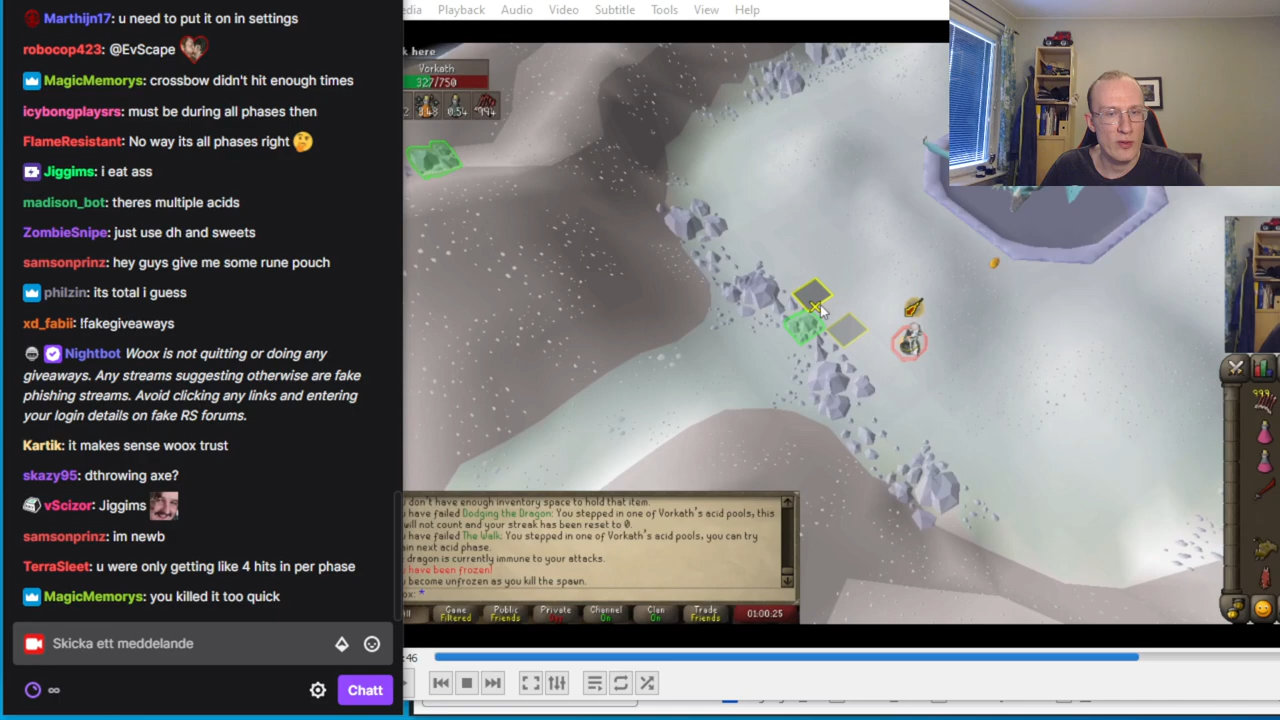 Marthijn17: u need to put it on in settings
robocop423: @EvScape
MagicMemorys: crossbow didn't hit enough times
icybongplaysrs: must be during all phases then
FlameResistant: No way its all phases right
Jiggims: i eat ass
madison_bot: theres multiple acids
ZombieSnipe: just use dh and sweets
samsonprinz: hey guys give me some rune pouch
philzin: its total i guess
xd_fabii: !fakegiveaways
Nightbot Woox is not quitting or doing any
giveaways. Any streams suggesting otherwise are fake
phishing streams. Avoid clicking any links and entering
your login details on fake RS forums.
Kartik: it makes sense woox trust
skazy95: dthrowing axe?
vScizor: Jiggims
samsonprinz: im newb
TerraSleet: u were only getting like 4 hits in per phase
MagicMemorys: you killed it too quick
Skicka ett meddelande
Chatt
dia Playback Audio Video Subtitle Tools View Help
k here
Vorkath
327/750
0.54 994
don't have enough inventory space to hold that item.
have failed Dodging the Dragon: You stepped in one of Vorkath's acid pools, this
will not count and your streak has been reset to 0.
have failed The Walk: You stepped in one of Vorkath's acid pools, you can try
in next acid phase.
dragon is currently immune to your attacks.
have been frozen!
become unfrozen as you kill the spawn.
ox: *
Game Filtered
Public Friends
Private
Channel On
Clan On
Trade Friends
01:00:25
:46
999